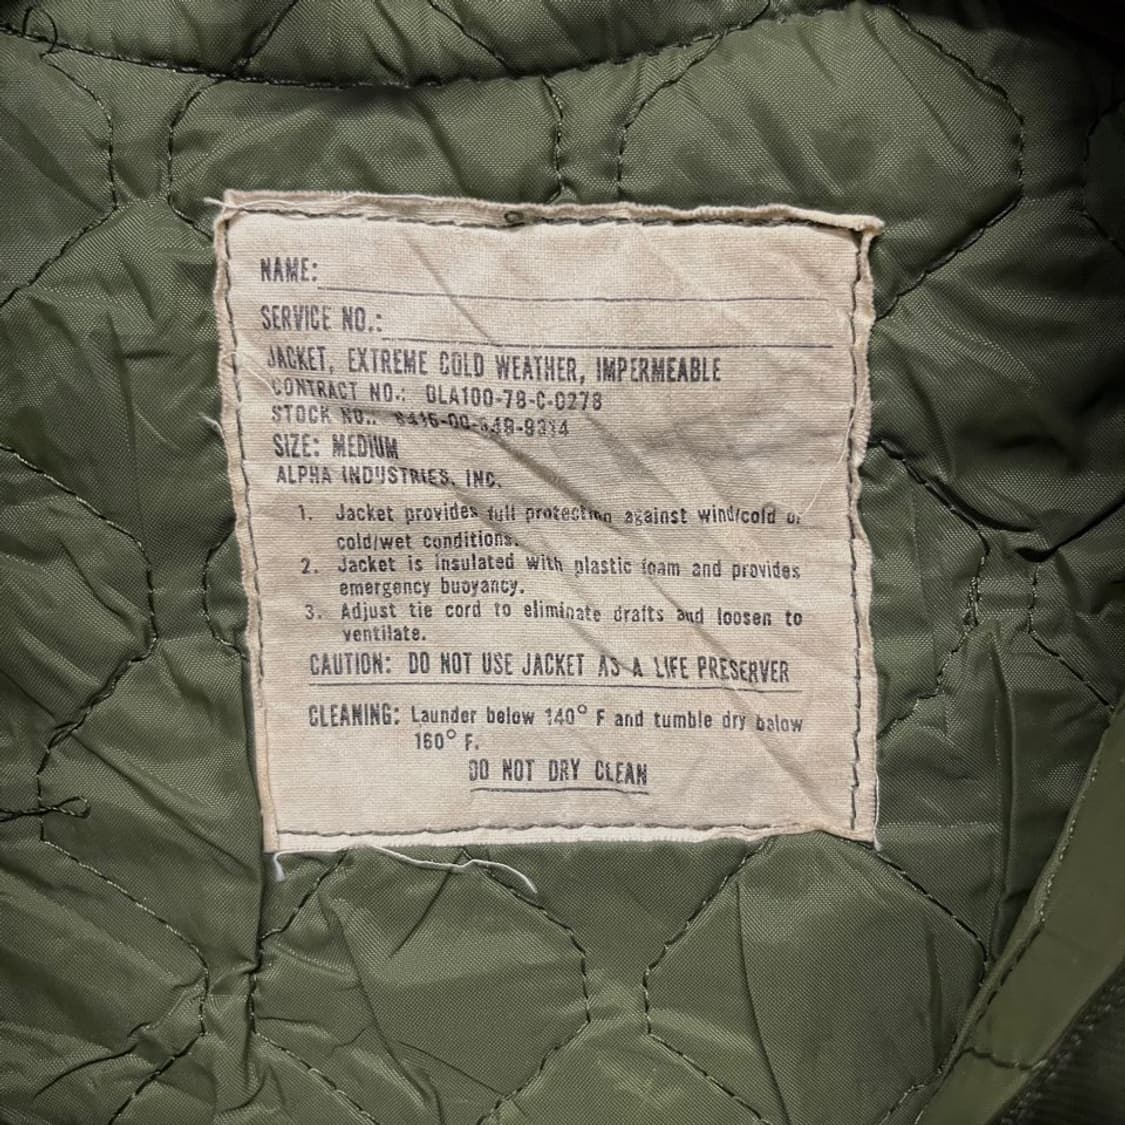 NAME:
SERVICE NO.:
JACKET, EXTREME COLD WEATHER, IMPERMEABLE
CONTRACT NO.: DLA100-78-C-0278
STOCK NO..
SIZE: MEDIUM
ALPHA INDUSTRIES, INC.
1. Jacket provides full protection against wind/cold or
cold/wet conditions.
2. Jacket is insulated with plastic foam and provides
emergency buoyancy.
3. Adjust tie cord to eliminate drafts and loosen to
ventilate.
CAUTION: DO NOT USE JACKET AS A LIFE PRESERVER
CLEANING: Launder below 140° F and tumble dry below
160° F.
DO NOT DRY CLEAN